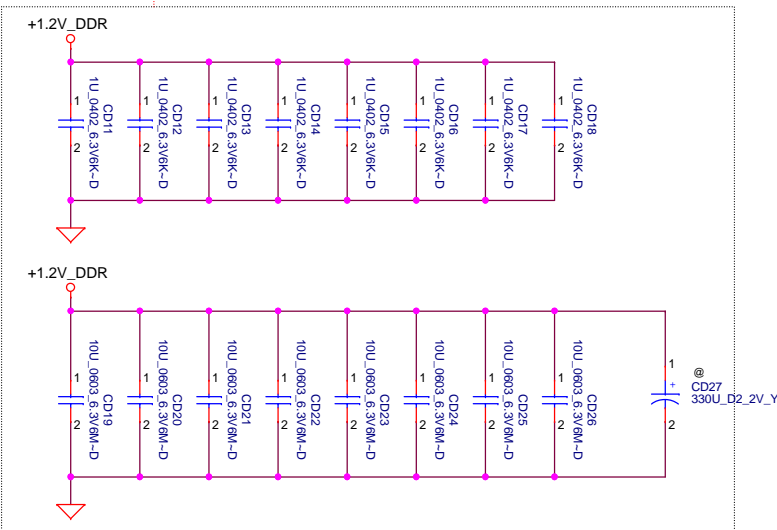 +1.2V_DDR
1
2
CD11
1U_0402_6.3V6K~D
1
2
CD12
1U_0402_6.3V6K~D
1
2
CD13
1U_0402_6.3V6K~D
1
2
CD14
1U_0402_6.3V6K~D
1
2
CD15
1U_0402_6.3V6K~D
1
2
CD16
1U_0402_6.3V6K~D
1
2
CD17
1U_0402_6.3V6K~D
1
2
CD18
1U_0402_6.3V6K~D
+1.2V_DDR
1
2
CD19
10U_0603_6.3V6M~D
1
2
CD20
10U_0603_6.3V6M~D
1
2
CD21
10U_0603_6.3V6M~D
1
2
CD22
10U_0603_6.3V6M~D
1
2
CD23
10U_0603_6.3V6M~D
1
2
CD24
10U_0603_6.3V6M~D
1
2
CD25
10U_0603_6.3V6M~D
1
2
CD26
10U_0603_6.3V6M~D
1
+
2
@
CD27
330U_D2_2V_Y